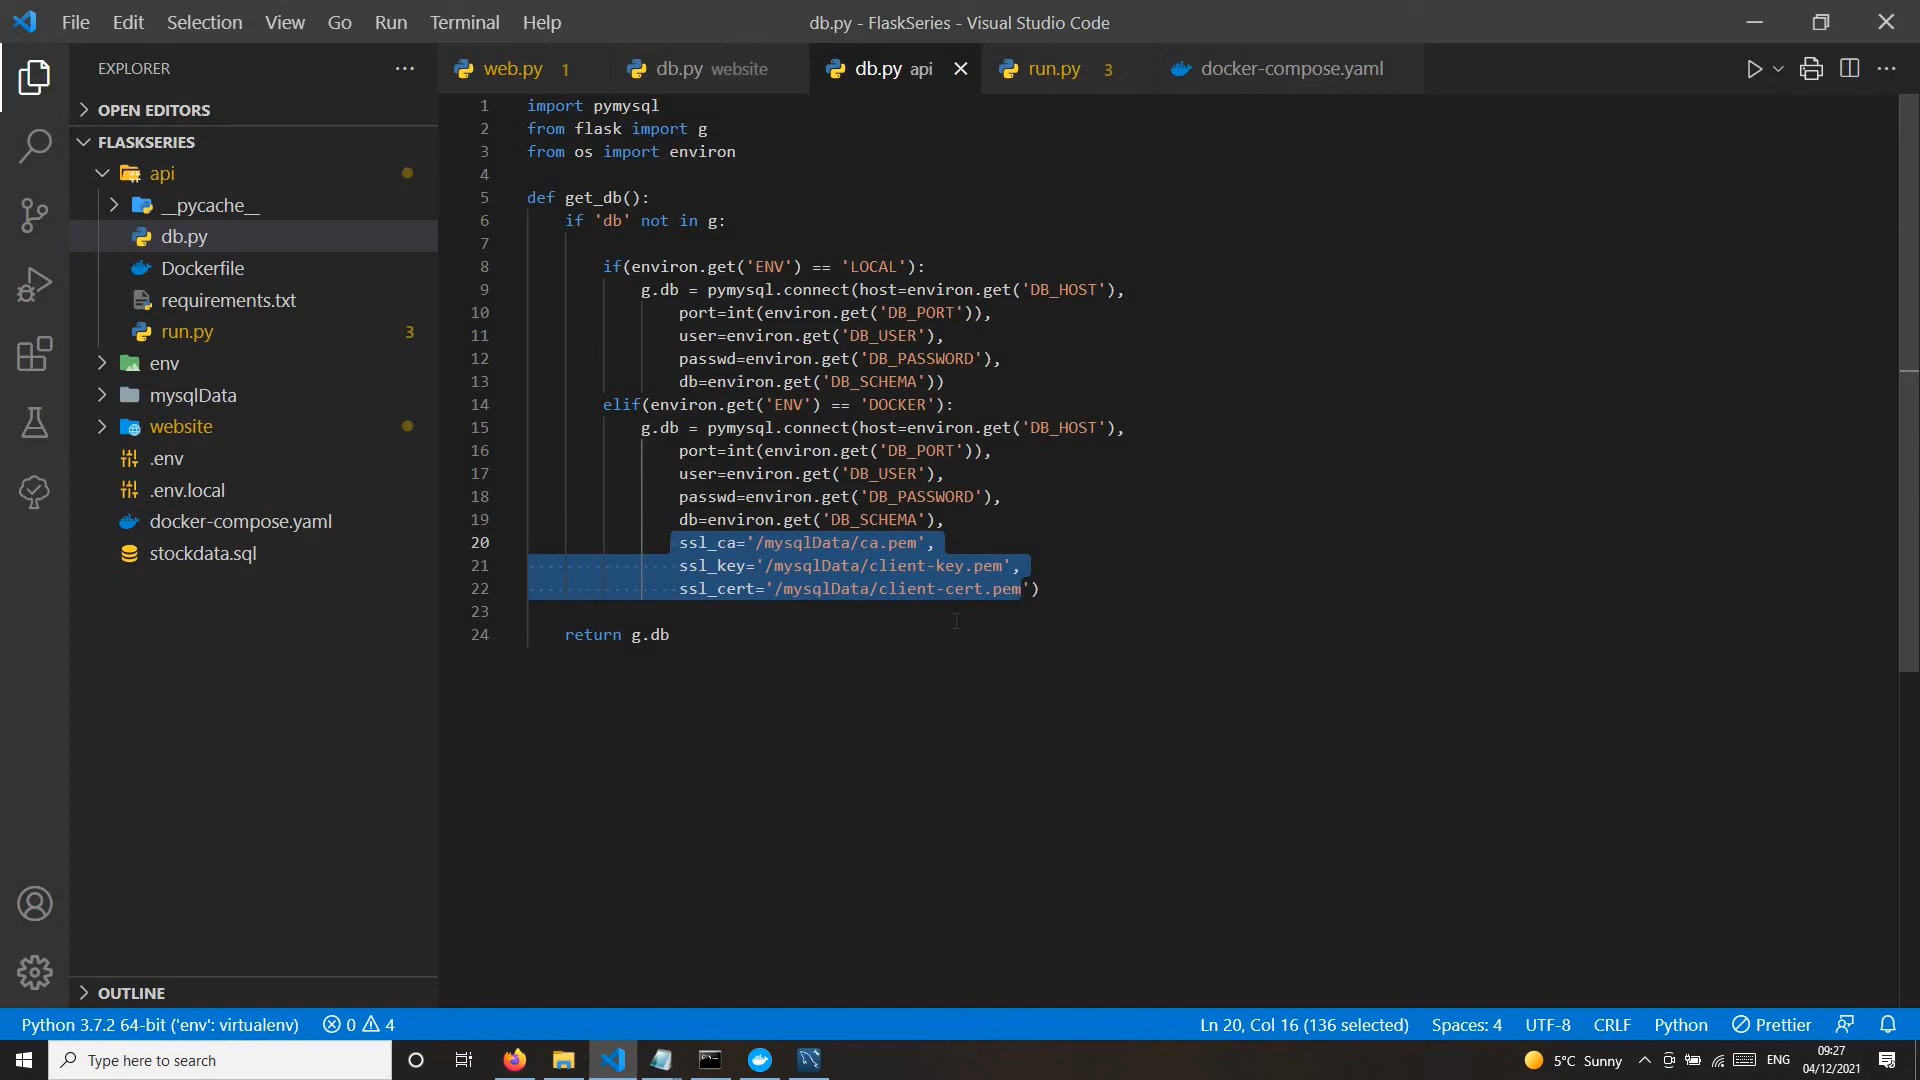 File Edit Selection View Go Run Terminal Help
db.py - FlaskSeries - Visual Studio Code
EXPLORER
web.py 1
db.py website
db.py api
run.py 3
docker-compose.yaml
OPEN EDITORS
FLASKSERIES
api
__pycache__
db.py
Dockerfile
requirements.txt
run.py 3
env
mysqlData
website
.env
.env.local
docker-compose.yaml
stockdata.sql
OUTLINE
1 import pymysql
2 from flask import g
3 from os import environ
4
5 def get_db():
6 if 'db' not in g:
7
8 if(environ.get('ENV') == 'LOCAL'):
9 g.db = pymysql.connect(host=environ.get('DB_HOST'),
10 port=int(environ.get('DB_PORT')),
11 user=environ.get('DB_USER'),
12 passwd=environ.get('DB_PASSWORD'),
13 db=environ.get('DB_SCHEMA'))
14 elif(environ.get('ENV') == 'DOCKER'):
15 g.db = pymysql.connect(host=environ.get('DB_HOST'),
16 port=int(environ.get('DB_PORT')),
17 user=environ.get('DB_USER'),
18 passwd=environ.get('DB_PASSWORD'),
19 db=environ.get('DB_SCHEMA'),
20 ssl_ca='/mysqlData/ca.pem',
21 ssl_key='/mysqlData/client-key.pem',
22 ssl_cert='/mysqlData/client-cert.pem')
23
24 return g.db
Python 3.7.2 64-bit ('env': virtualenv) 0 4
Ln 20, Col 16 (136 selected) Spaces: 4 UTF-8 CRLF Python Prettier
Type here to search
5°C Sunny
ENG
09:27
04/12/2021